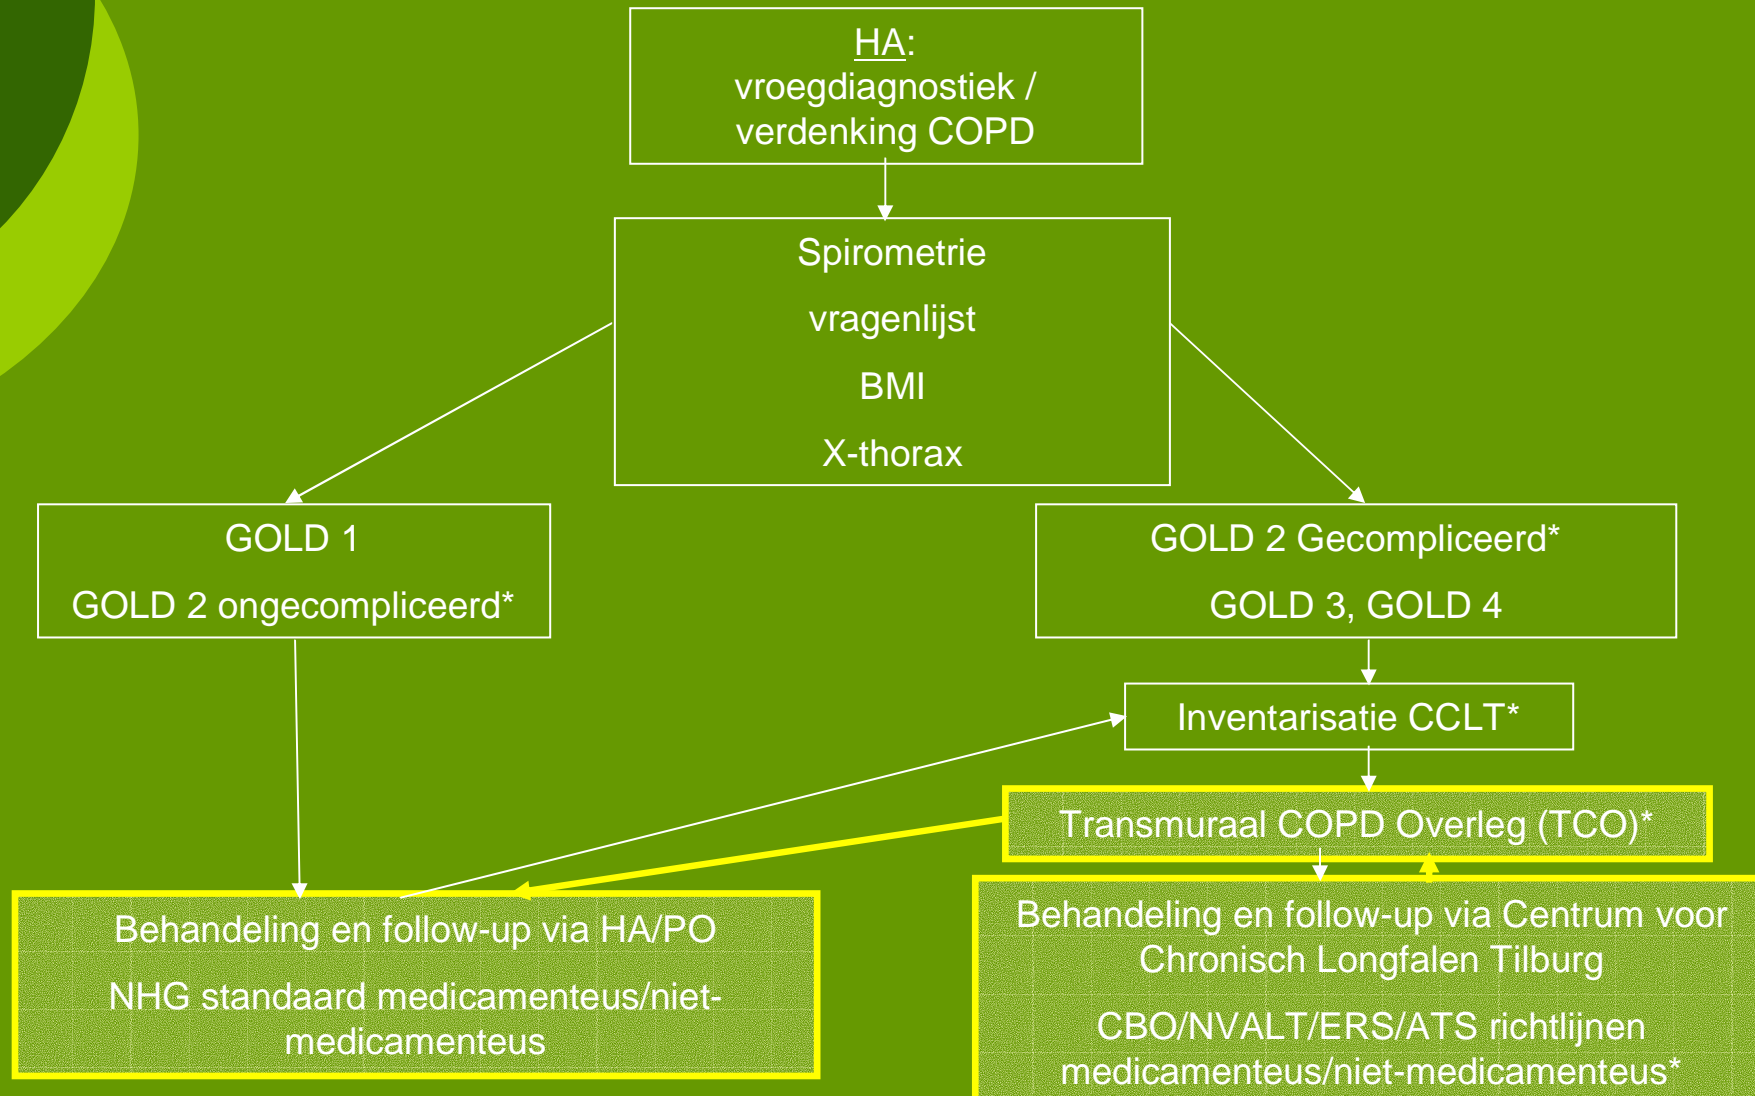 HA:
vroegdiagnostiek /
verdenking COPD
Spirometrie
vragenlijst
BMI
X-thorax
GOLD 1
GOLD 2 ongecompliceerd*
GOLD 2 Gecompliceerd*
GOLD 3, GOLD 4
Inventarisatie CCLT*
Transmuraal COPD Overleg (TCO)*
Behandeling en follow-up via HA/PO
NHG standaard medicamenteus/niet-
medicamenteus
Behandeling en follow-up via Centrum voor
Chronisch Longfalen Tilburg
CBO/NVALT/ERS/ATS richtlijnen
medicamenteus/niet-medicamenteus*